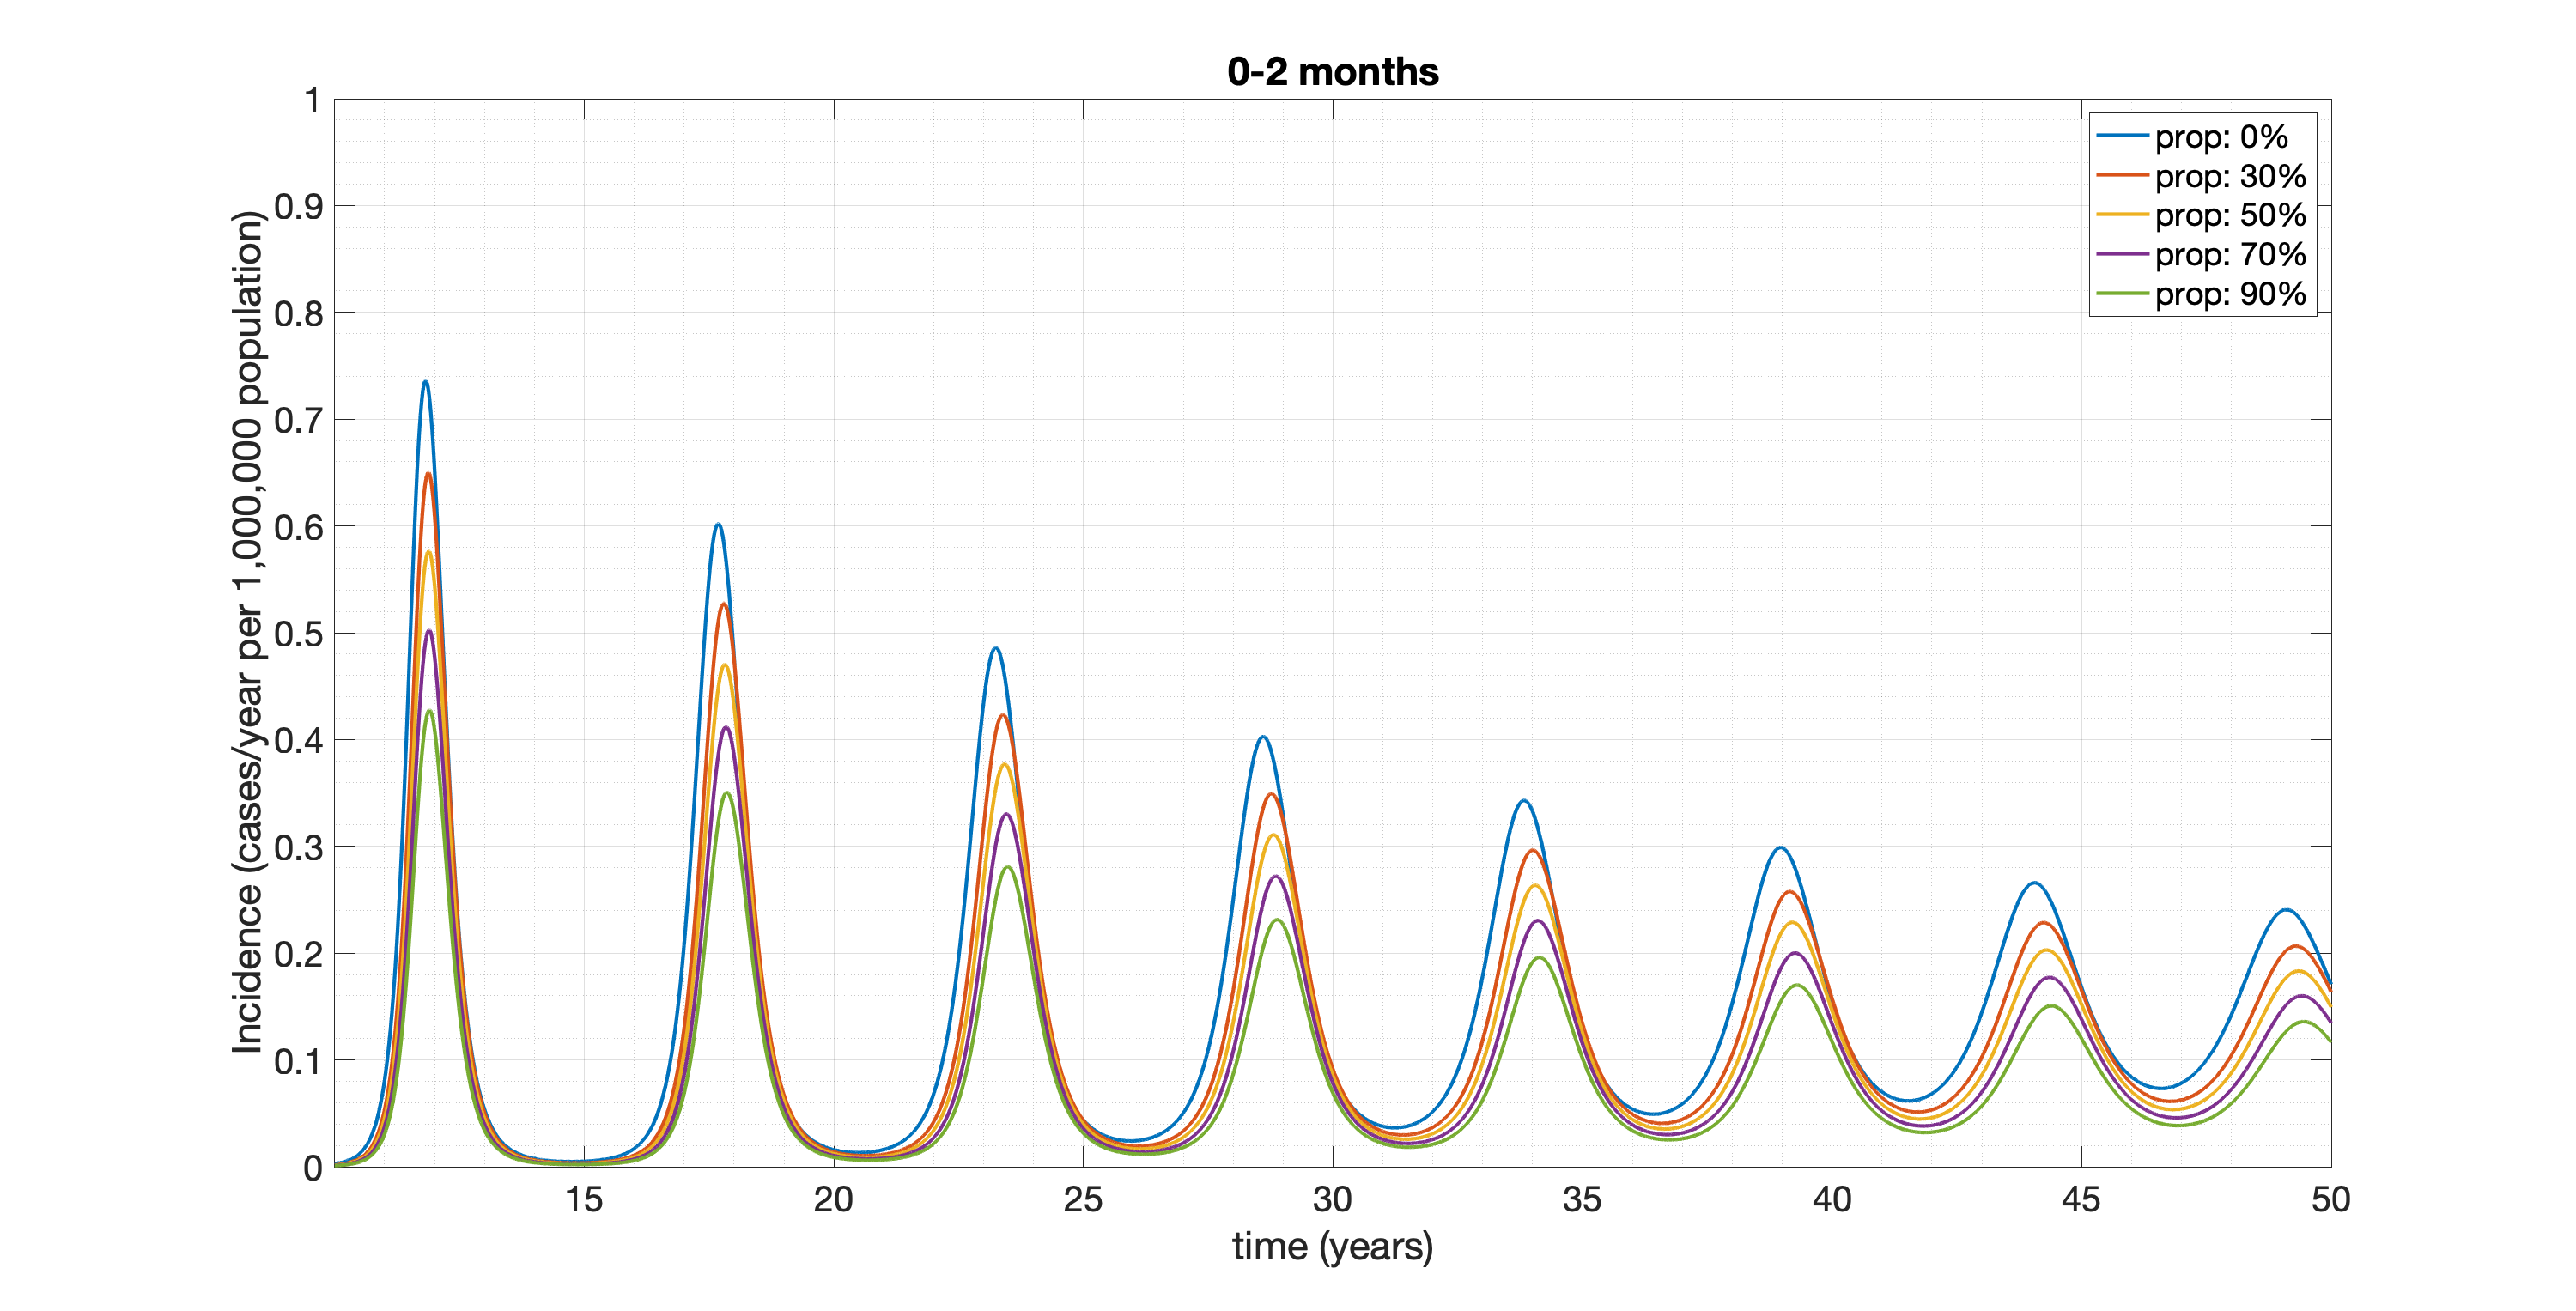 0-2 months
Incidence (cases/year per 1,000,000 population)
1
0.9
0.8
0.7
0.6
0.5
0.4
0.3
0.2
0.1
0
prop: 0%
prop: 30%
prop: 50%
prop: 70%
prop: 90%
15 20 25 30 35 40 45 50
time (years)